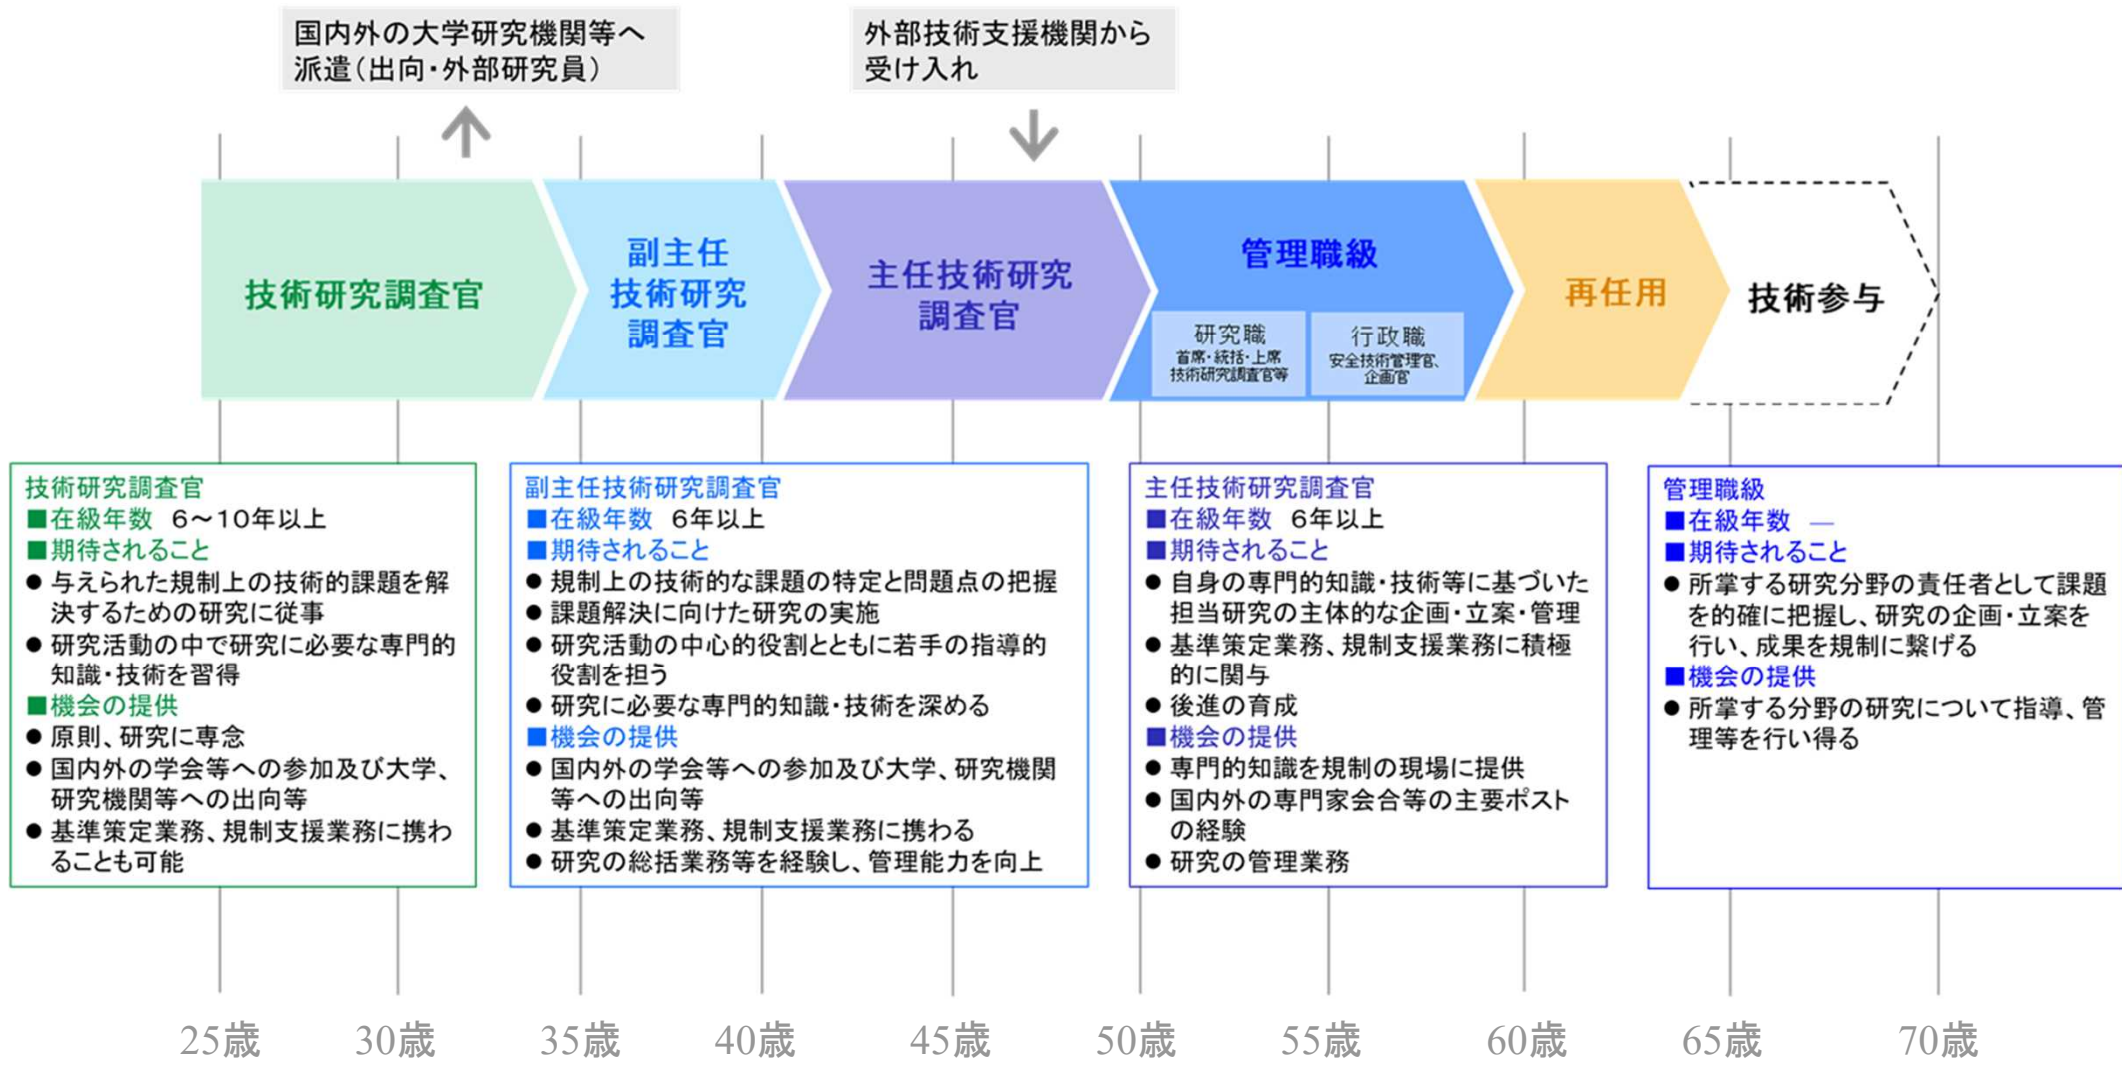 国内外の大学研究機関等へ
派遣(出向・外部研究員)
外部技術支援機関から
受け入れ
技術研究調査官
副主任
技術研究
調査官
主任技術研究
調査官
管理職級
研究職
首席・統括・上席
技術研究調査官等
行政職
安全技術管理官、
企画官
再任用
技術参与
技術研究調査官
■在級年数 6～10年以上
■期待されること
● 与えられた規制上の技術的課題を解
決するための研究に従事
● 研究活動の中で研究に必要な専門的
知識・技術を習得
■機会の提供
● 原則、研究に専念
● 国内外の学会等への参加及び大学、
研究機関等への出向等
● 基準策定業務、規制支援業務に携わ
ることも可能
副主任技術研究調査官
■在級年数 6年以上
■期待されること
● 規制上の技術的な課題の特定と問題点の把握
● 課題解決に向けた研究の実施
● 研究活動の中心的役割とともに若手の指導的
役割を担う
● 研究に必要な専門的知識・技術を深める
■機会の提供
● 国内外の学会等への参加及び大学、研究機関
等への出向等
● 基準策定業務、規制支援業務に携わる
● 研究の総括業務等を経験し、管理能力を向上
主任技術研究調査官
■在級年数 6年以上
■期待されること
● 自身の専門的知識・技術等に基づいた
担当研究の主体的な企画・立案・管理
● 基準策定業務、規制支援業務に積極
的に関与
● 後進の育成
■機会の提供
● 専門的知識を規制の現場に提供
● 国内外の専門家会合等の主要ポスト
の経験
● 研究の管理業務
管理職級
■在級年数 ―
■期待されること
● 所掌する研究分野の責任者として課題
を的確に把握し、研究の企画・立案を
行い、成果を規制に繋げる
■機会の提供
● 所掌する分野の研究について指導、管
理等を行い得る
25歳
30歳
35歳
40歳
45歳
50歳
55歳
60歳
65歳
70歳